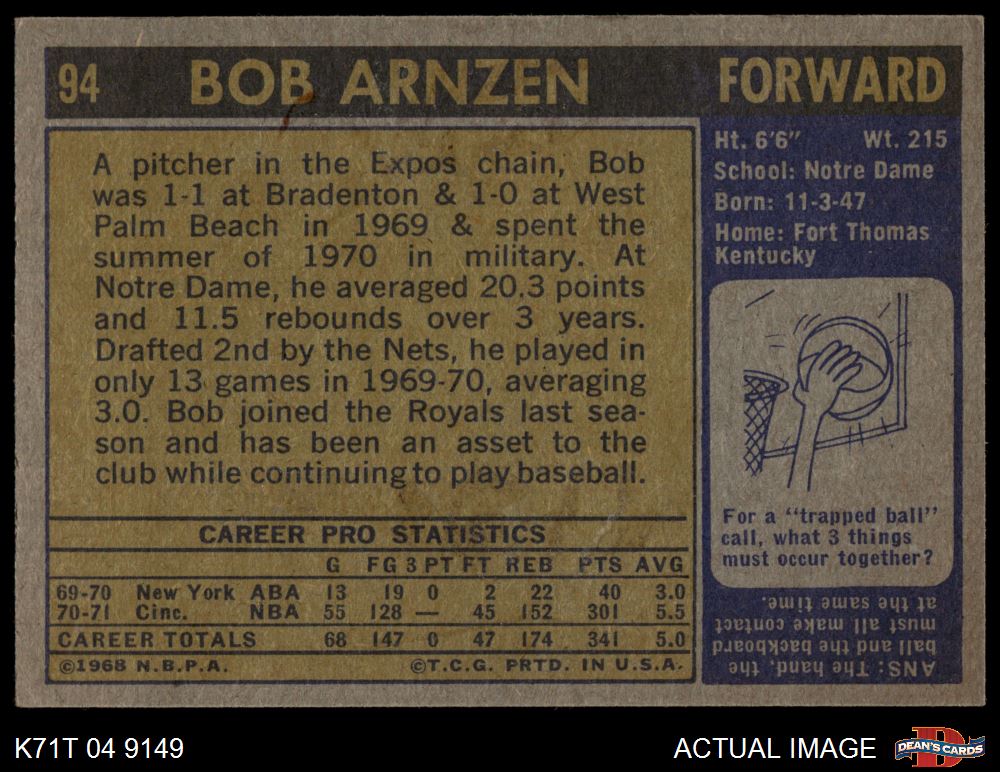 94 BOB ARNZEN FORWARD
A pitcher in the Expos chain, Bob
was 1-1 at Bradenton & 1-0 at West
Palm Beach in 1969 & spent the
summer of 1970 in military. At
Notre Dame, he averaged 20.3 points
and 11.5 rebounds over 3 years.
Drafted 2nd by the Nets, he played in
only 13 games in 1969-70, averaging
3.0. Bob joined the Royals last sea-
son and has been an asset to the
club while continuing to play baseball.
CAREER PRO STATISTICS
G FG 3 PT FT REB PTS AVG
69-70 New York ABA 13 19 0 2 22 40 3.0
70-71 Cinc. NBA 55 128 — 45 152 301 5.5
CAREER TOTALS 68 147 0 47 174 341 5.0
©1968 N.B.P.A. ©T.C.G. PRTD. IN U.S.A.
Ht. 6'6" Wt. 215
School: Notre Dame
Born: 11-3-47
Home: Fort Thomas
Kentucky
For a "trapped ball"
call, what 3 things
must occur together?
ANS: The hand, the
ball and the backboard
must all make contact
at the same time.
K71T 04 9149
ACTUAL IMAGE
D
DEAN'S CARDS